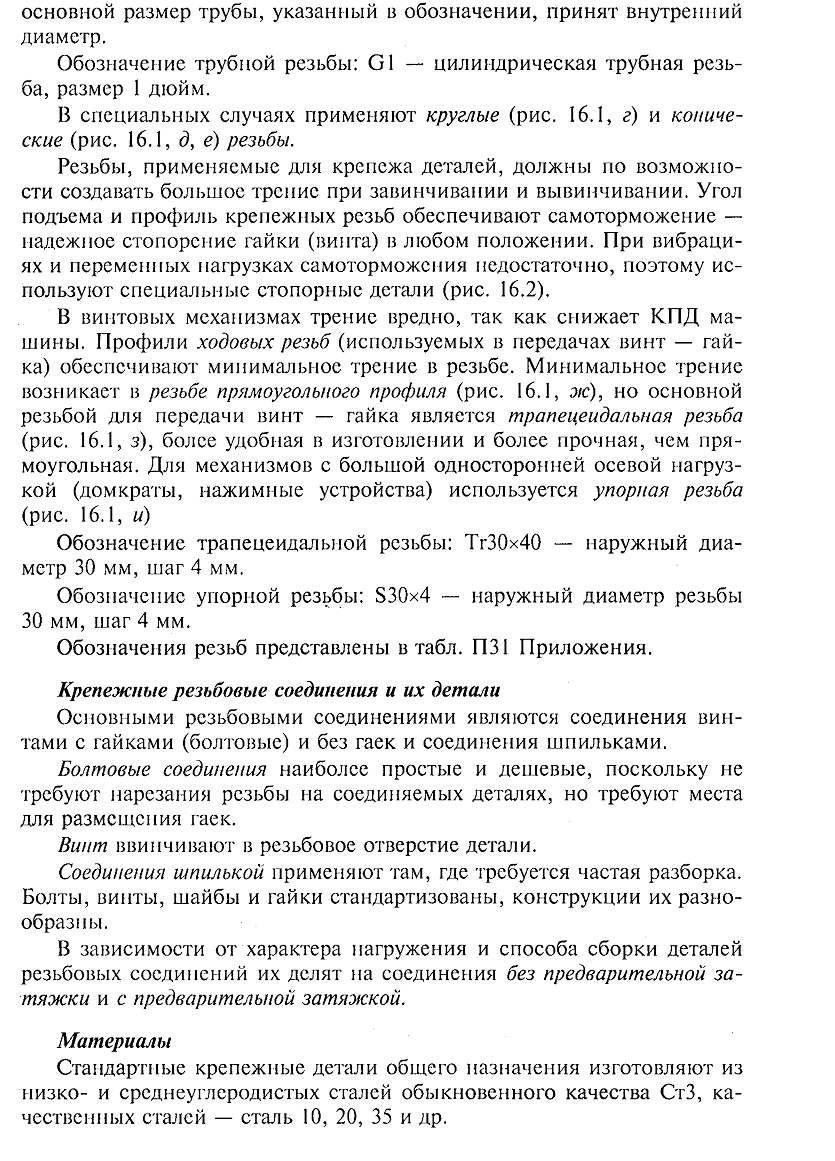 основной размер трубы, указанный в обозначении, принят внутренний
диаметр.
Обозначение трубной резьбы: G1 — цилиндрическая трубная резь-
ба, размер 1 дюйм.
В специальных случаях применяют круглые (рис. 16.1, г) и кониче-
ские (рис. 16.1, д, е) резьбы.
Резьбы, применяемые для крепежа деталей, должны по возможно-
сти создавать большое трение при завинчивании и вывинчивании. Угол
подъема и профиль крепежных резьб обеспечивают самоторможение —
надежное стопорение гайки (винта) в любом положении. При вибраци-
ях и переменных нагрузках самоторможения недостаточно, поэтому ис-
пользуют специальные стопорные детали (рис. 16.2).
В винтовых механизмах трение вредно, так как снижает КПД ма-
шины. Профили ходовых резьб (используемых в передачах винт — гай-
ка) обеспечивают минимальное трение в резьбе. Минимальное трение
возникает в резьбе прямоугольного профиля (рис. 16.1, ж), но основной
резьбой для передачи винт — гайка является трапецеидальная резьба
(рис. 16.1, з), более удобная в изготовлении и более прочная, чем пря-
моугольная. Для механизмов с большой односторонней осевой нагруз-
кой (домкраты, нажимные устройства) используется упорная резьба
(рис. 16.1, и)
Обозначение трапецеидальной резьбы: Tr30x40 — наружный диа-
метр 30 мм, шаг 4 мм.
Обозначение упорной резьбы: S30x4 — наружный диаметр резьбы
30 мм, шаг 4 мм.
Обозначения резьб представлены в табл. П31 Приложения.
Крепежные резьбовые соединения и их детали
Основными резьбовыми соединениями являются соединения вин-
тами с гайками (болтовые) и без гаек и соединения шпильками.
Болтовые соединения наиболее простые и дешевые, поскольку не
требуют нарезания резьбы на соединяемых деталях, но требуют места
для размещения гаек.
Винт ввинчивают в резьбовое отверстие детали.
Соединения шпилькой применяют там, где требуется частая разборка.
Болты, винты, шайбы и гайки стандартизованы, конструкции их разно-
образны.
В зависимости от характера нагружения и способа сборки деталей
резьбовых соединений их делят на соединения без предварительной за-
тяжки и с предварительной затяжкой.
Материалы
Стандартные крепежные детали общего назначения изготовляют из
низко- и среднеуглеродистых сталей обыкновенного качества Ст3, ка-
чественных сталей — сталь 10, 20, 35 и др.